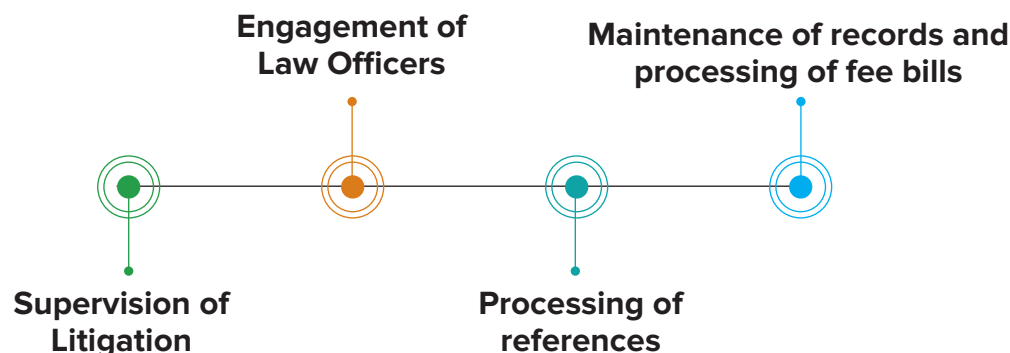 Engagement of
Law Officers
Maintenance of records and
processing of fee bills
Supervision of
Litigation
Processing of
references